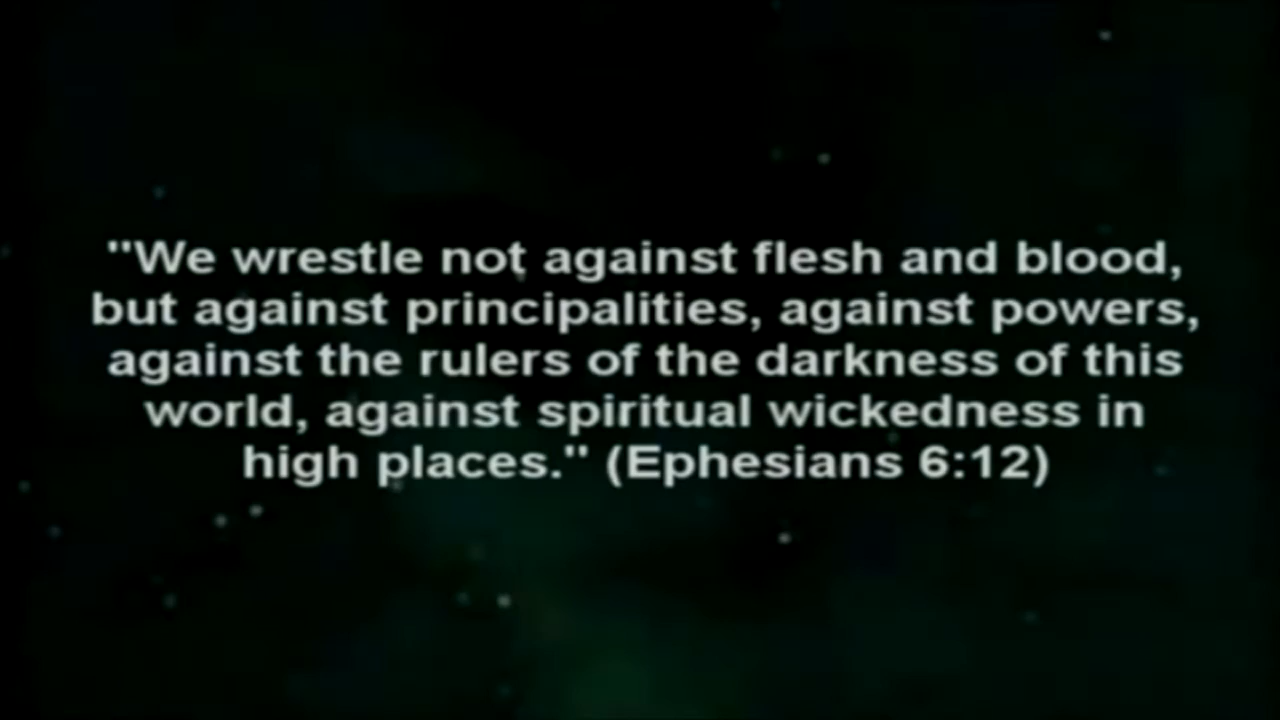 "We wrestle not against flesh and blood,
but against principalities, against powers,
against the rulers of the darkness of this
world, against spiritual wickedness in
high places." (Ephesians 6:12)